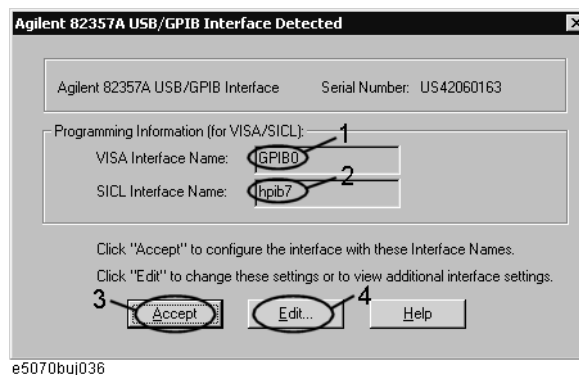 Agilent 82357A USB/GPIB Interface Detected
Agilent 82357A USB/GPIB Interface Serial Number: US42060163
Programming Information (for VISA/SICL): 1
VISA Interface Name: GPIB0
2
SICL Interface Name: hpib7
Click "Accept" to configure the interface with these Interface Names.
Click "Edit" to change these settings or to view additional interface settings.
3 4
Accept Edit... Help
e5070buj036